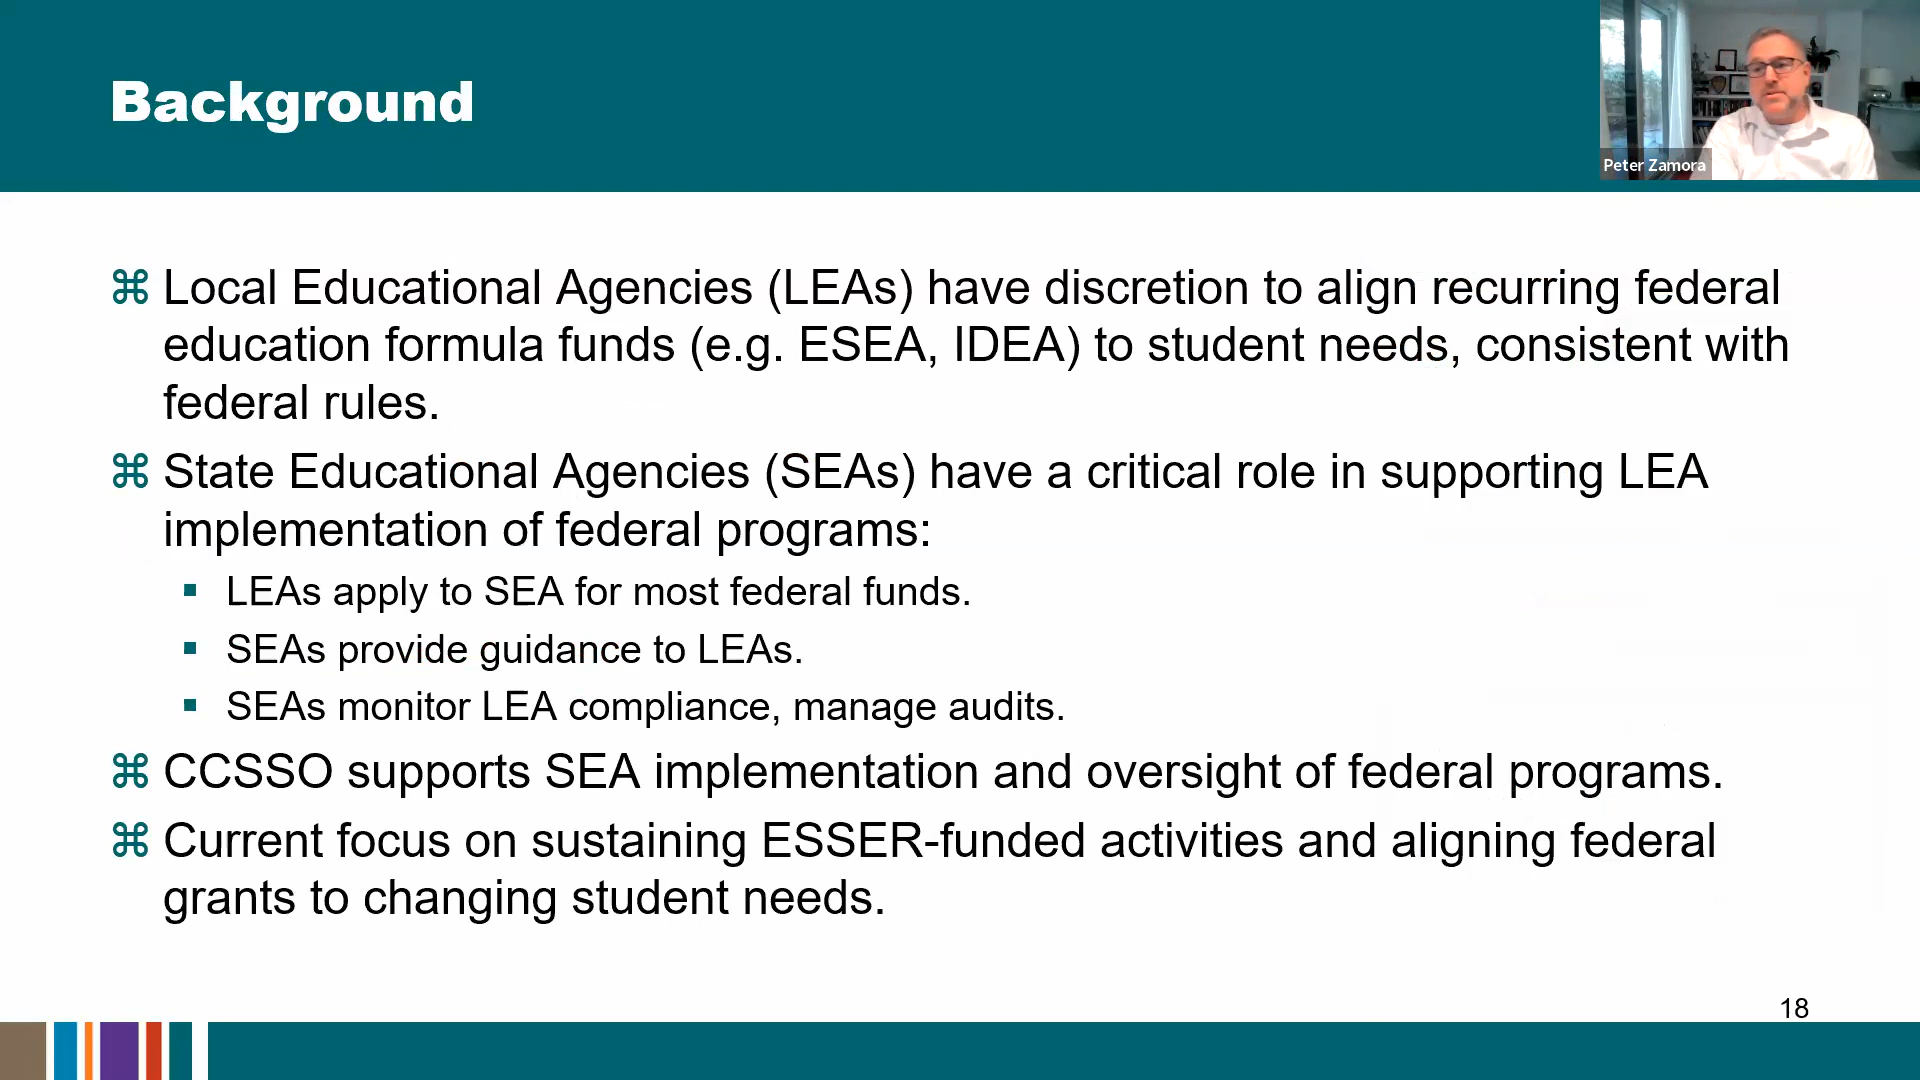 Background
Peter Zamora
⌘ Local Educational Agencies (LEAs) have discretion to align recurring federal
education formula funds (e.g. ESEA, IDEA) to student needs, consistent with
federal rules.
⌘ State Educational Agencies (SEAs) have a critical role in supporting LEA
implementation of federal programs:
▪ LEAs apply to SEA for most federal funds.
▪ SEAs provide guidance to LEAs.
▪ SEAs monitor LEA compliance, manage audits.
⌘ CCSSO supports SEA implementation and oversight of federal programs.
⌘ Current focus on sustaining ESSER-funded activities and aligning federal
grants to changing student needs.
18